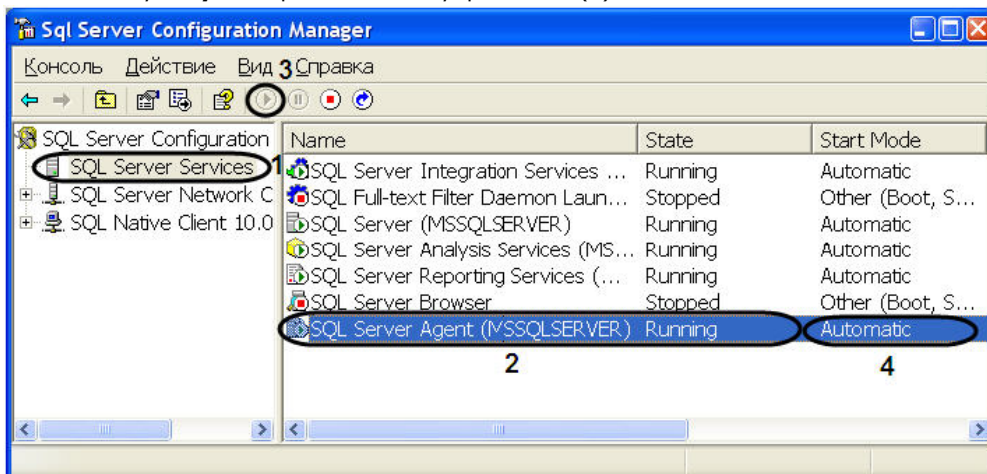 Sql Server Configuration Manager
Консоль Действие Вид 3 Справка
SQL Server Configuration Name State Start Mode
SQL Server Services 1 SQL Server Integration Services ... Running Automatic
SQL Server Network C SQL Full-text Filter Daemon Laun... Stopped Other (Boot, S...
SQL Native Client 10.0 SQL Server (MSSQLSERVER) Running Automatic
SQL Server Analysis Services (MS... Running Automatic
SQL Server Reporting Services (... Running Automatic
SQL Server Browser Stopped Other (Boot, S...
SQL Server Agent (MSSQLSERVER) Running Automatic
2 4